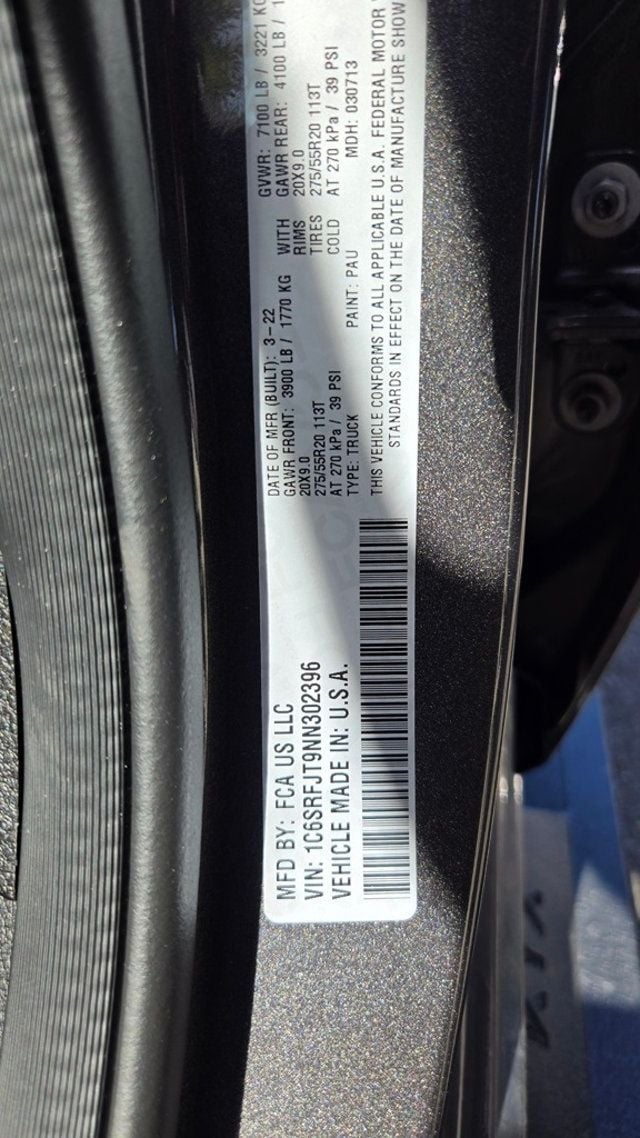 MFD BY: FCA US LLC
VIN: 1C6SRFJT9NN302396
VEHICLE MADE IN: U.S.A.
DATE OF MFR (BUILT): 3-22 GVWR: 7100 LB / 3221 KG
GAWR FRONT: 3900 LB / 1770 KG WITH GAWR REAR: 4100 LB / 1
20X9.0 RIMS 20X9.0
275/55R20 113T TIRES 275/55R20 113T
AT 270 kPa / 39 PSI COLD AT 270 kPa / 39 PSI
TYPE: TRUCK PAINT: PAU MDH: 030713
THIS VEHICLE CONFORMS TO ALL APPLICABLE U.S.A. FEDERAL MOTOR
STANDARDS IN EFFECT ON THE DATE OF MANUFACTURE SHOW